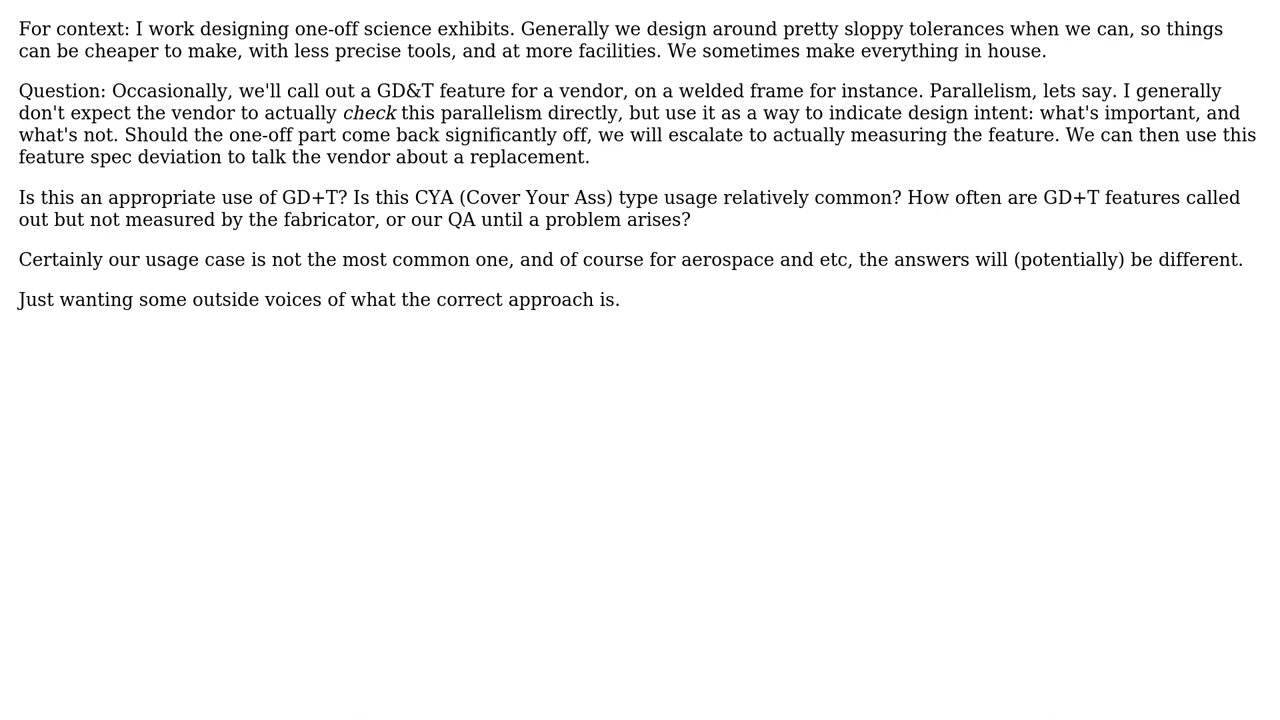 For context: I work designing one-off science exhibits. Generally we design around pretty sloppy tolerances when we can, so things
can be cheaper to make, with less precise tools, and at more facilities. We sometimes make everything in house.
Question: Occasionally, we'll call out a GD&T feature for a vendor, on a welded frame for instance. Parallelism, lets say. I generally
don't expect the vendor to actually check this parallelism directly, but use it as a way to indicate design intent: what's important, and
what's not. Should the one-off part come back significantly off, we will escalate to actually measuring the feature. We can then use this
feature spec deviation to talk the vendor about a replacement.
Is this an appropriate use of GD+T? Is this CYA (Cover Your Ass) type usage relatively common? How often are GD+T features called
out but not measured by the fabricator, or our QA until a problem arises?
Certainly our usage case is not the most common one, and of course for aerospace and etc, the answers will (potentially) be different.
Just wanting some outside voices of what the correct approach is.